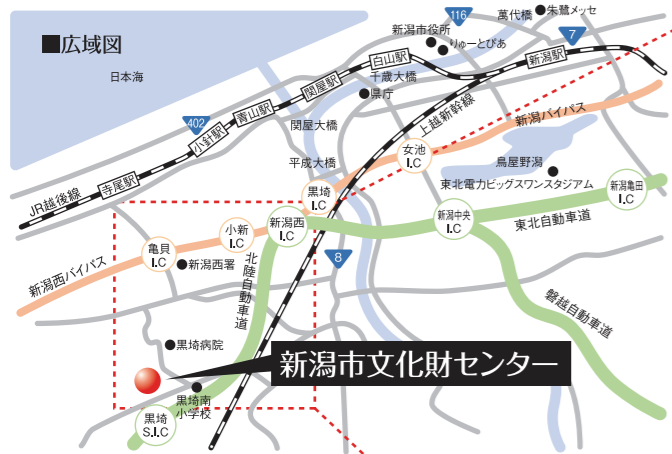 ■広域図
日本海
116
萬代橋
朱鷺メッセ
新潟市役所
りゅーとぴあ
7
新潟駅
白山駅
千歳大橋
県庁
関屋駅
上越新幹線
新潟バイパス
青山駅
402
関屋大橋
小針駅
女池
I.C
鳥屋野潟
平成大橋
東北電力ビッグスワンスタジアム
新潟亀田
I.C
寺尾駅
JR越後線
黒埼
I.C
新潟中央
I.C
東北自動車道
小新
I.C
新潟西
I.C
亀貝
I.C
新潟西署
8
新潟西バイパス
北陸自動車道
磐越自動車道
黒埼病院
新潟市文化財センター
黒埼南
小学校
黒埼
S.I.C